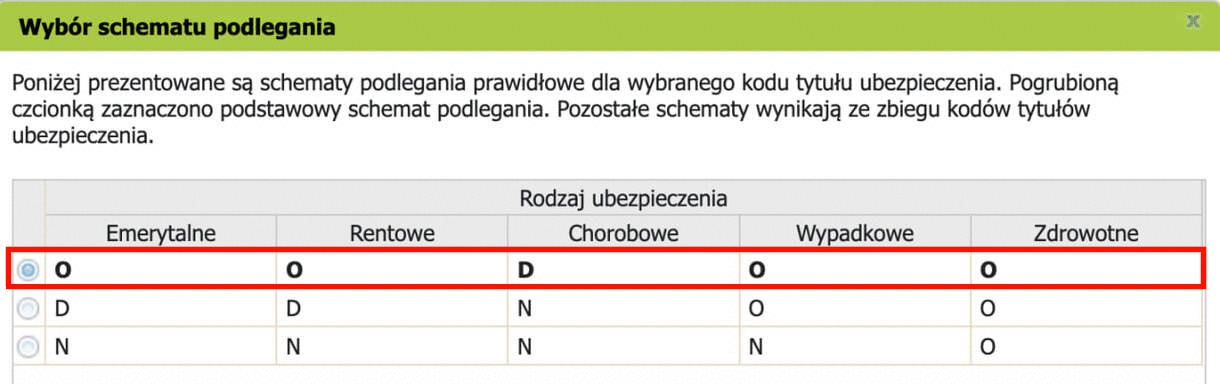 Wybór schematu podlegania
x
Poniżej prezentowane są schematy podlegania prawidłowe dla wybranego kodu tytułu ubezpieczenia. Pogrubioną
czcionką zaznaczono podstawowy schemat podlegania. Pozostałe schematy wynikają ze zbiegu kodów tytułów
ubezpieczenia.
Rodzaj ubezpieczenia
Emerytalne Rentowe Chorobowe Wypadkowe Zdrowotne
O O D O O
D D N O O
N N N N O